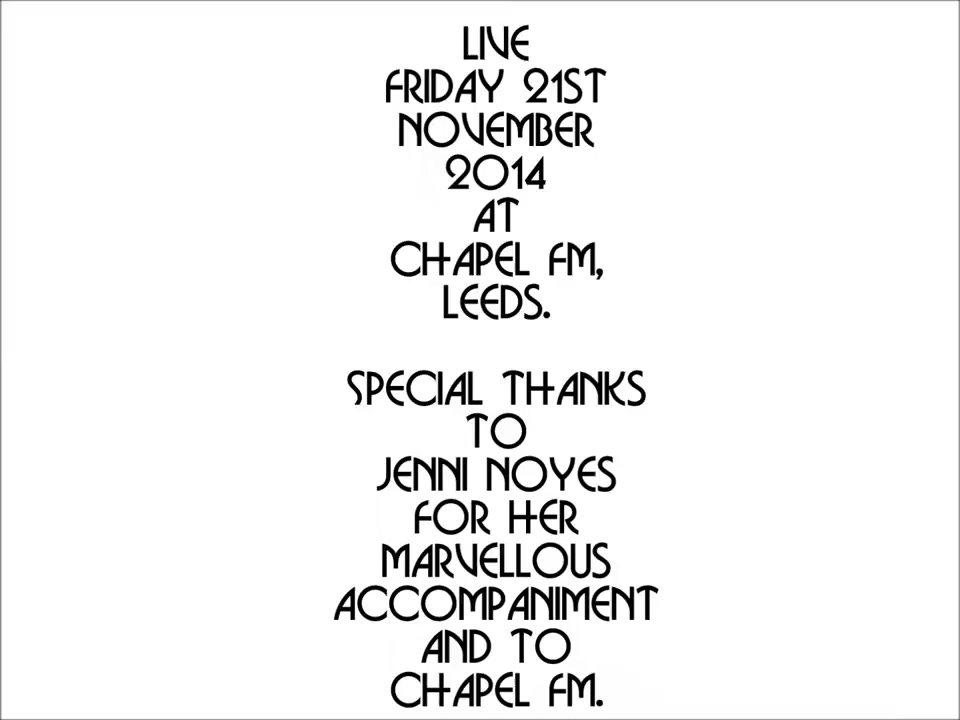 LIVE
FRIDAY 21ST
NOVEMBER
2014
AT
CHAPEL FM,
LEEDS.
SPECIAL THANKS
TO
JENNI NOYES
FOR HER
MARVELLOUS
ACCOMPANIMENT
AND TO
CHAPEL FM.